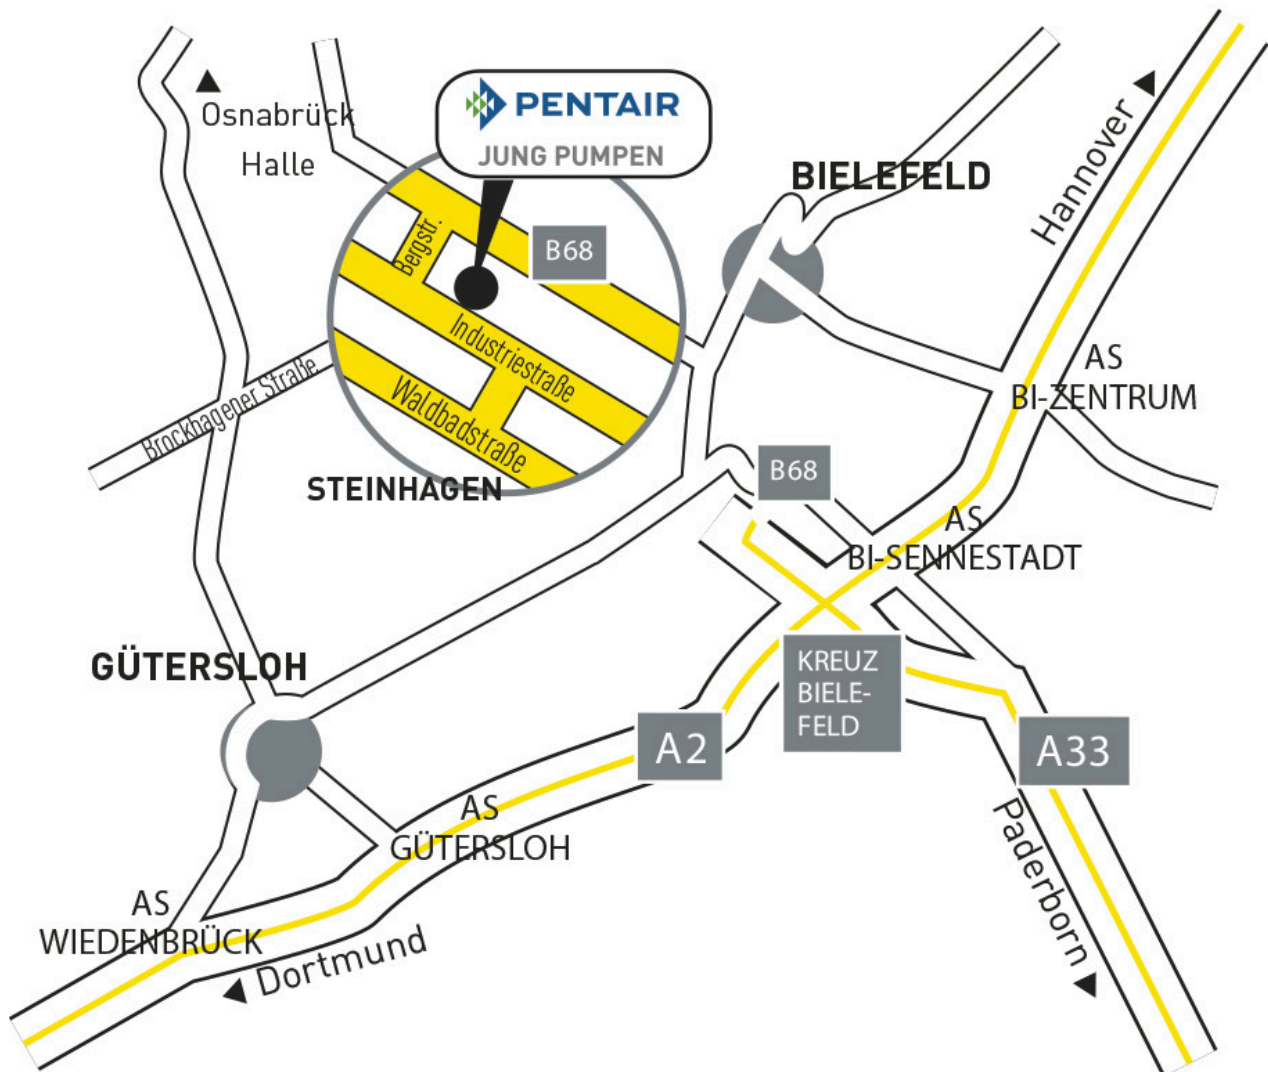 Osnabrück
Halle
PENTAIR
JUNG PUMPEN
BIELEFELD
Hannover
Bergstr.
B68
Industriestraße
Waldbadstraße
Brockhagener Straße
STEINHAGEN
AS
BI-ZENTRUM
B68
AS
BI-SENNESTADT
GÜTERSLOH
KREUZ
BIELE-
FELD
A2
A33
AS
GÜTERSLOH
Paderborn
AS
WIEDENBRÜCK
Dortmund